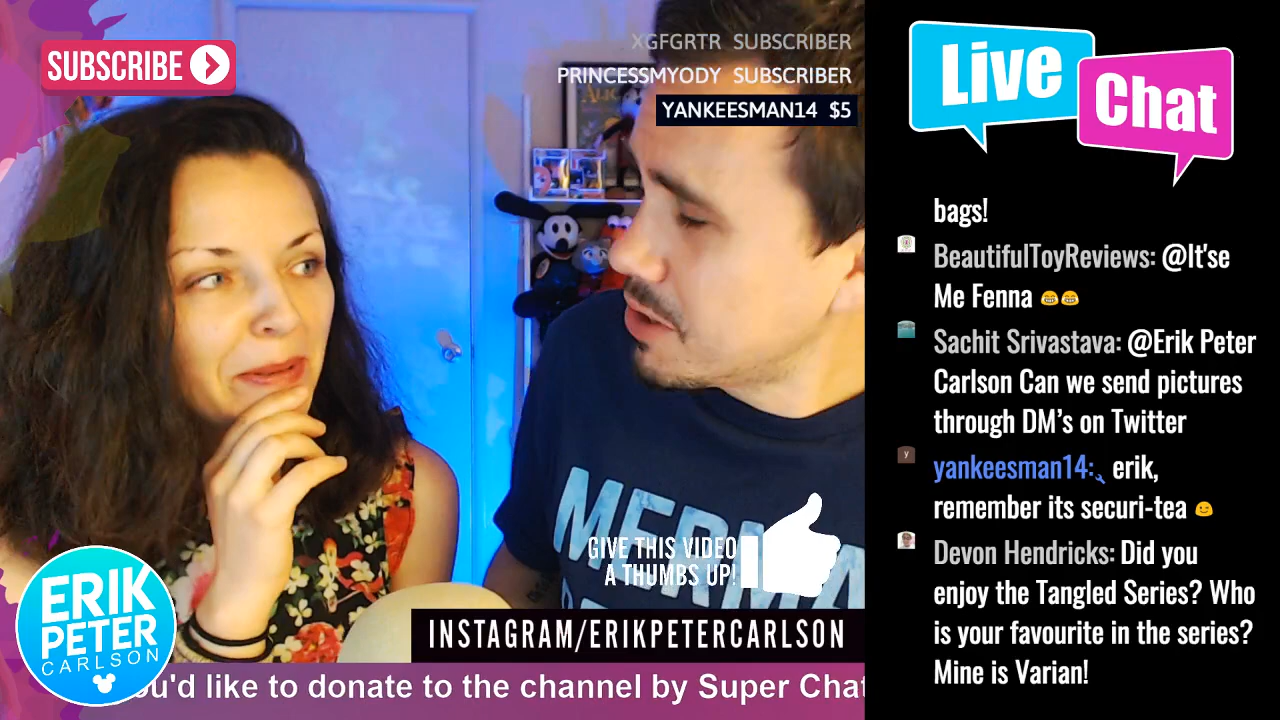 SUBSCRIBE
XGFGRTR SUBSCRIBER
PRINCESSMYODY SUBSCRIBER
YANKEESMAN14 $5
GIVE THIS VIDEO
A THUMBS UP!
INSTAGRAM/ERIKPETERCARLSON
ERIK
PETER
CARLSON
u'd like to donate to the channel by Super Chat
Live
Chat
bags!
BeautifulToyReviews: @It'se
Me Fenna 😂😂
Sachit Srivastava: @Erik Peter
Carlson Can we send pictures
through DM’s on Twitter
yankeesman14: erik,
remember its securi-tea 🙂
Devon Hendricks: Did you
enjoy the Tangled Series? Who
is your favourite in the series?
Mine is Varian!